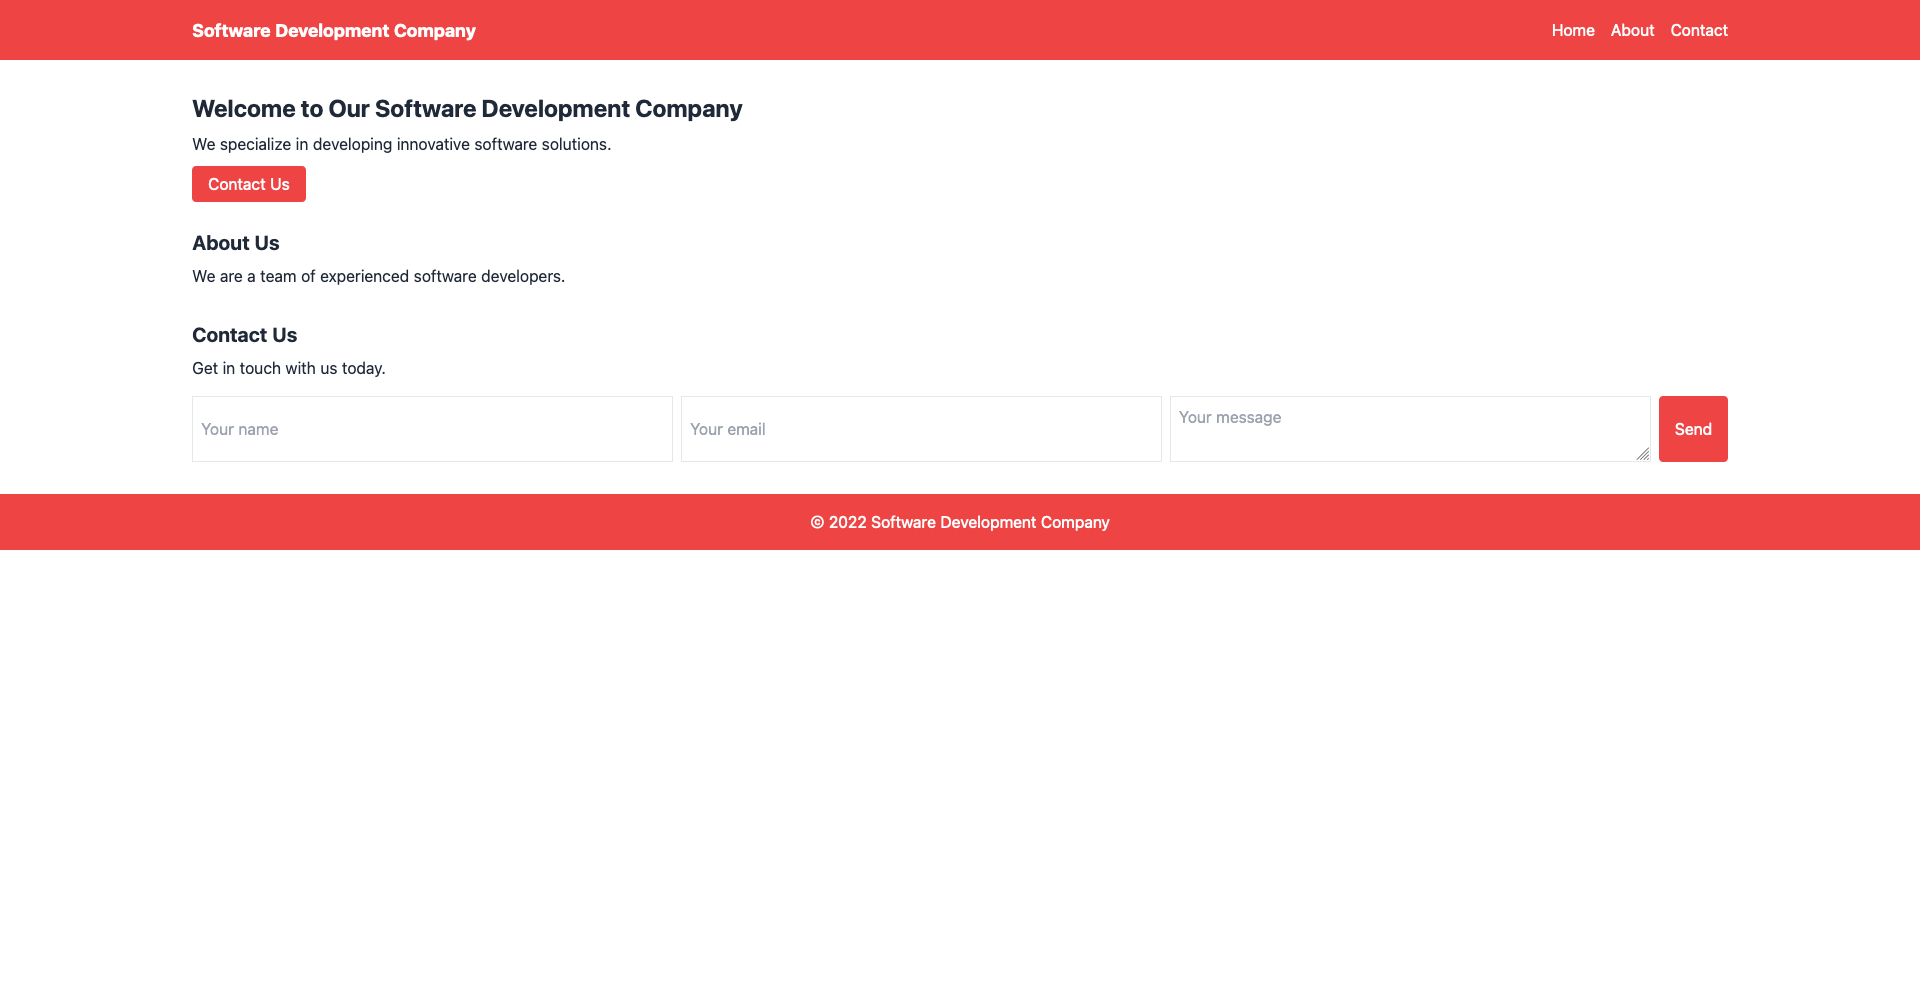 Software Development Company
Home About Contact
Welcome to Our Software Development Company
We specialize in developing innovative software solutions.
Contact Us
About Us
We are a team of experienced software developers.
Contact Us
Get in touch with us today.
Your name
Your email
Your message
Send
© 2022 Software Development Company